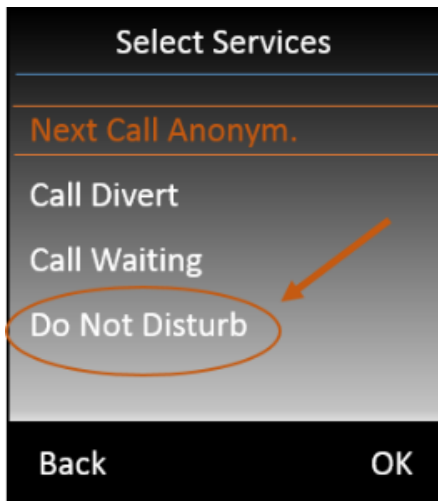 Select Services
Next Call Anonym.
Call Divert
Call Waiting
Do Not Disturb
Back OK